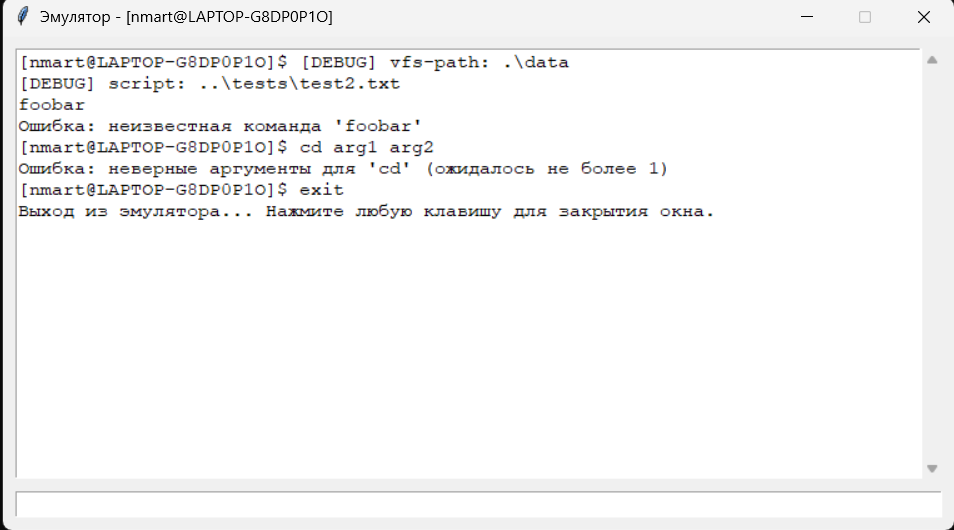 Эмулятор - [nmart@LAPTOP-G8DP0P1O]
[nmart@LAPTOP-G8DP0P1O]$ [DEBUG] vfs-path: .\data
[DEBUG] script: ..\tests\test2.txt
foobar
Ошибка: неизвестная команда 'foobar'
[nmart@LAPTOP-G8DP0P1O]$ cd arg1 arg2
Ошибка: неверные аргументы для 'cd' (ожидалось не более 1)
[nmart@LAPTOP-G8DP0P1O]$ exit
Выход из эмулятора... Нажмите любую клавишу для закрытия окна.